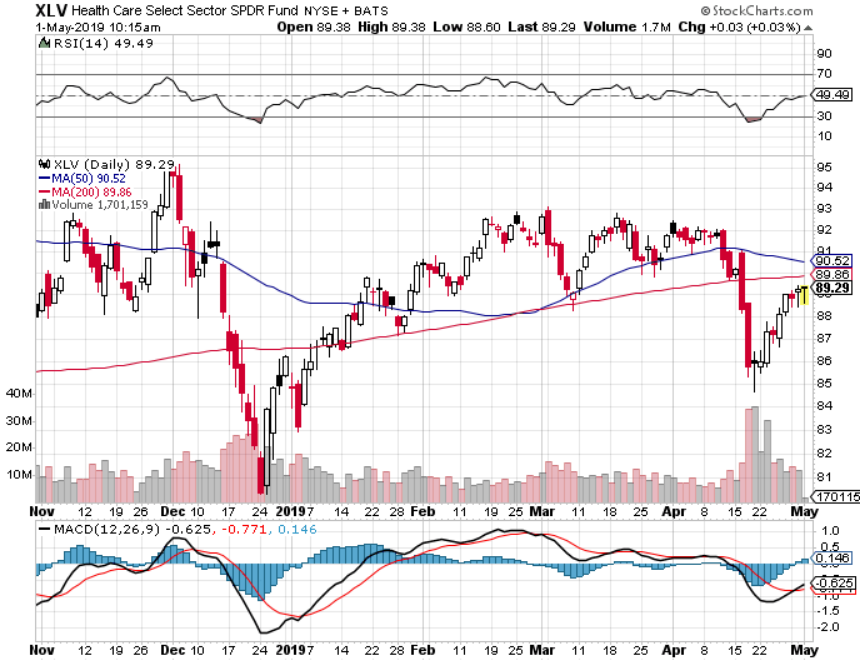 XLV Health Care Select Sector SPDR Fund NYSE + BATS © StockCharts.com
1-May-2019 10:15am Open 89.38 High 89.38 Low 88.60 Last 89.29 Volume 1.7M Chg +0.03 (+0.03%)
RSI(14) 49.49
90
70
49.49
30
10
XLV (Daily) 89.29
MA(50) 90.52
MA(200) 89.86
Volume 1,701,159
95
94
93
92
91
90.52
89.86
89.29
88
87
86
85
84
83
82
81
40M
30M
20M
10M
170115
Nov 12 19 26 Dec 10 17 24 2019 7 14 22 28 Feb 11 19 25 Mar 11 18 25 Apr 8 15 22 May
MACD(12,26,9) -0.625, -0.771, 0.146
1.0
0.5
0.146
-0.625
-1.5
-2.0
Nov 12 19 26 Dec 10 17 24 2019 7 14 22 28 Feb 11 19 25 Mar 11 18 25 Apr 8 15 22 May